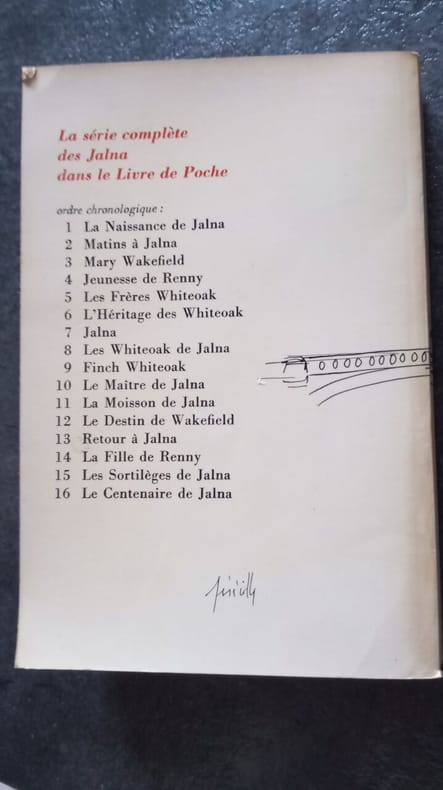 La série complète
des Jalna
dans le Livre de Poche
ordre chronologique :
1 La Naissance de Jalna
2 Matins à Jalna
3 Mary Wakefield
4 Jeunesse de Renny
5 Les Frères Whiteoak
6 L'Héritage des Whiteoak
7 Jalna
8 Les Whiteoak de Jalna
9 Finch Whiteoak
10 Le Maître de Jalna
11 La Moisson de Jalna
12 Le Destin de Wakefield
13 Retour à Jalna
14 La Fille de Renny
15 Les Sortilèges de Jalna
16 Le Centenaire de Jalna